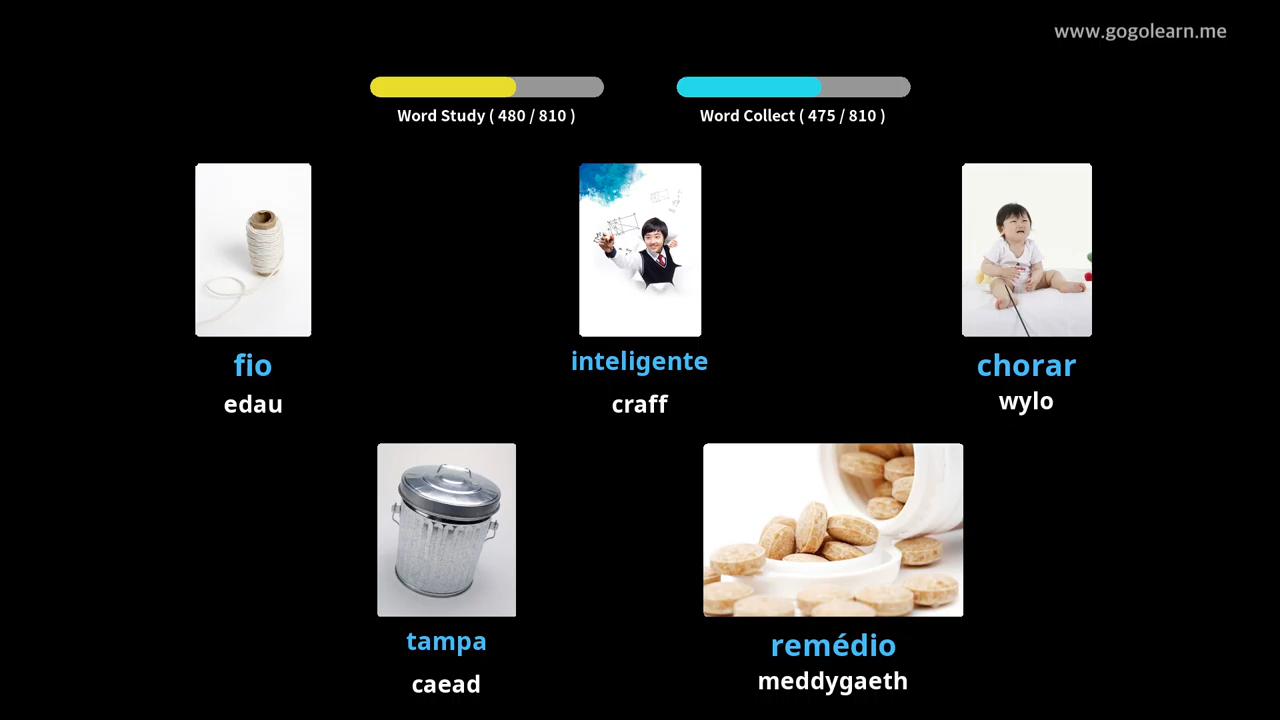 www.gogolearn.me
Word Study ( 480 / 810 )
Word Collect ( 475 / 810 )
fio
edau
inteligente
craff
chorar
wylo
tampa
caead
remédio
meddygaeth